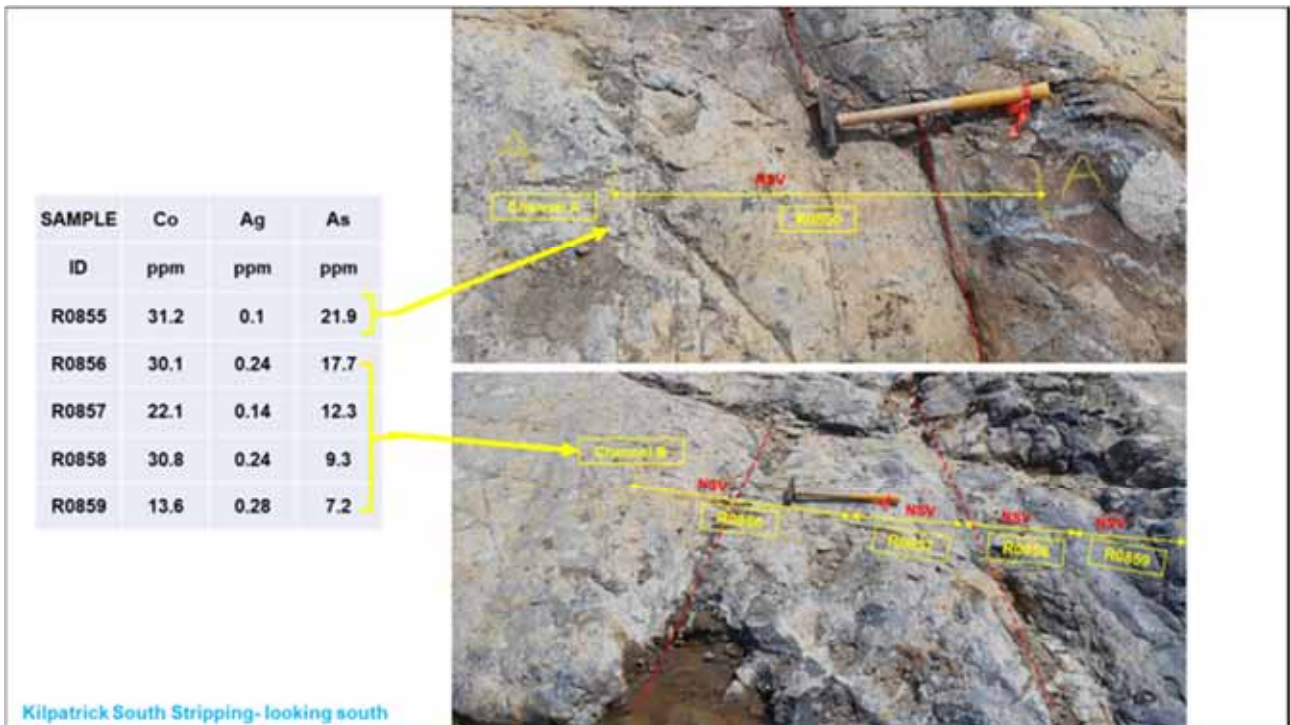 SAMPLE Co Ag As
ID ppm ppm ppm
R0855 31.2 0.1 21.9
R0856 30.1 0.24 17.7
R0857 22.1 0.14 12.3
R0858 30.8 0.24 9.3
R0859 13.6 0.28 7.2
A A
NSV
Channel A
R0855
Channel B
NSV NSV NSV NSV
R0856 R0857 R0858 R0859
Kilpatrick South Stripping- looking south